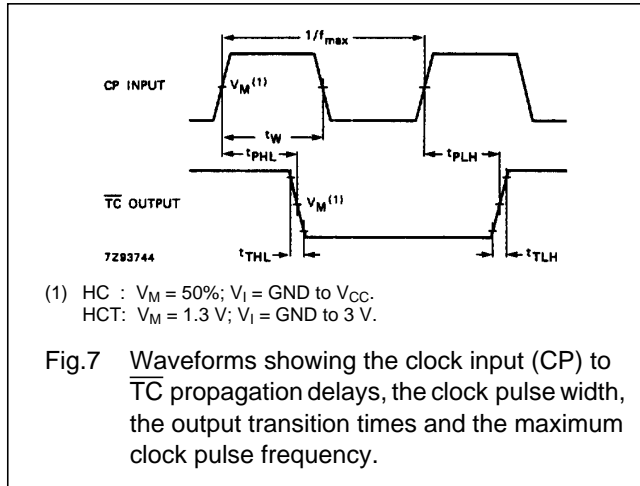 1/fmax
CP INPUT
VM(1)
tW
tPHL
tPLH
TC OUTPUT
VM(1)
7Z93744
tTHL
tTLH
(1) HC : VM = 50%; VI = GND to VCC.
HCT: VM = 1.3 V; VI = GND to 3 V.
Fig.7 Waveforms showing the clock input (CP) to
TC propagation delays, the clock pulse width,
the output transition times and the maximum
clock pulse frequency.